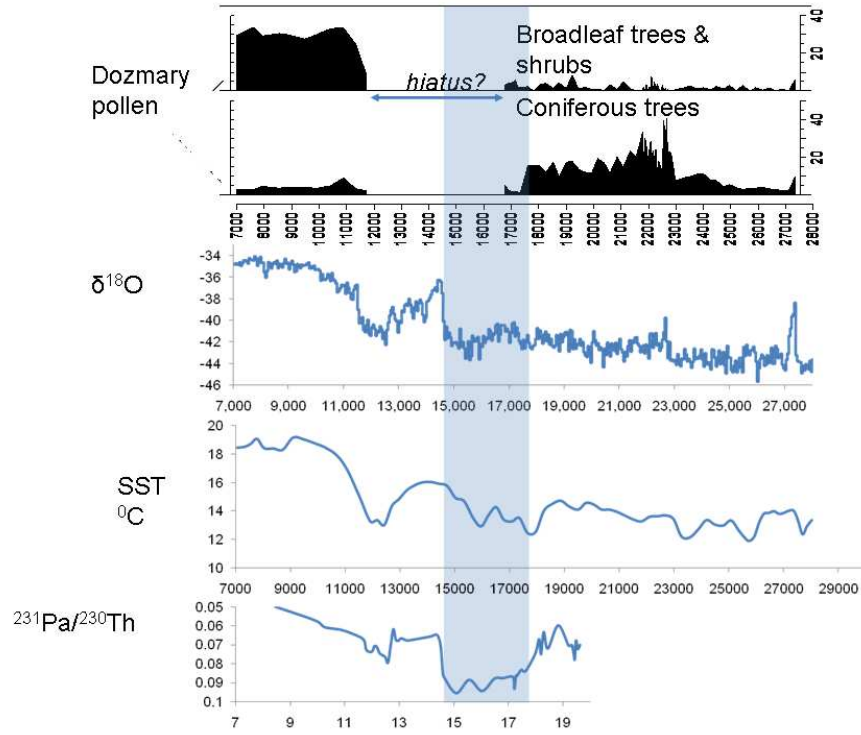 40
20
Broadleaf trees &
shrubs
Dozmary
pollen
hiatus?
Coniferous trees
40
20
7000 8000 9000 10000 11000 12000 13000 14000 15000 16000 17000 18000 19000 20000 21000 22000 23000 24000 25000 26000 27000 28000
δ¹⁸O
-34
-36
-38
-40
-42
-44
-46
7,000 9,000 11,000 13,000 15,000 17,000 19,000 21,000 23,000 25,000 27,000
SST
⁰C
20
18
16
14
12
10
7000 9000 11000 13000 15000 17000 19000 21000 23000 25000 27000 29000
²³¹Pa/²³⁰Th
0.05
0.06
0.07
0.08
0.09
0.1
7 9 11 13 15 17 19